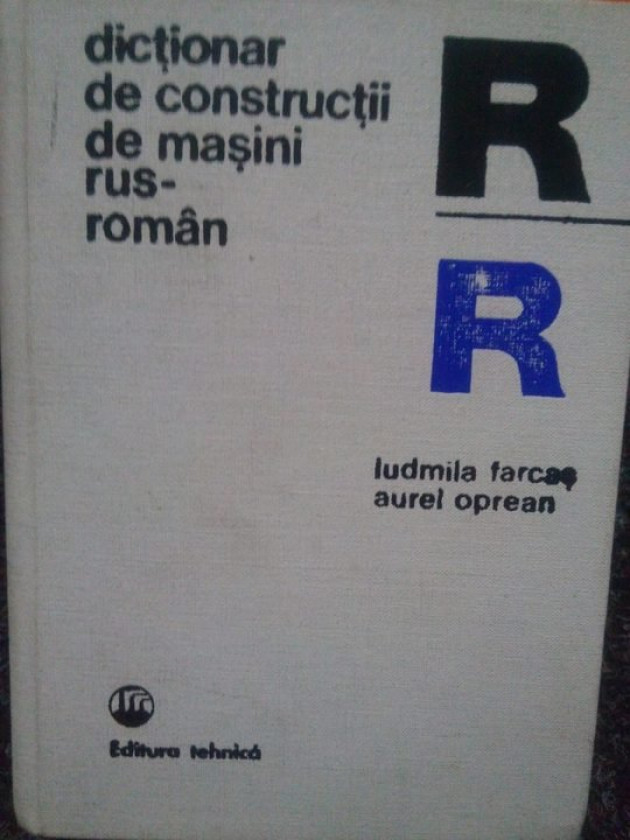 dicționar
de construcții
de mașini
rus-
român
R
R
ludmila farcaș
aurel oprean
Editura tehnică